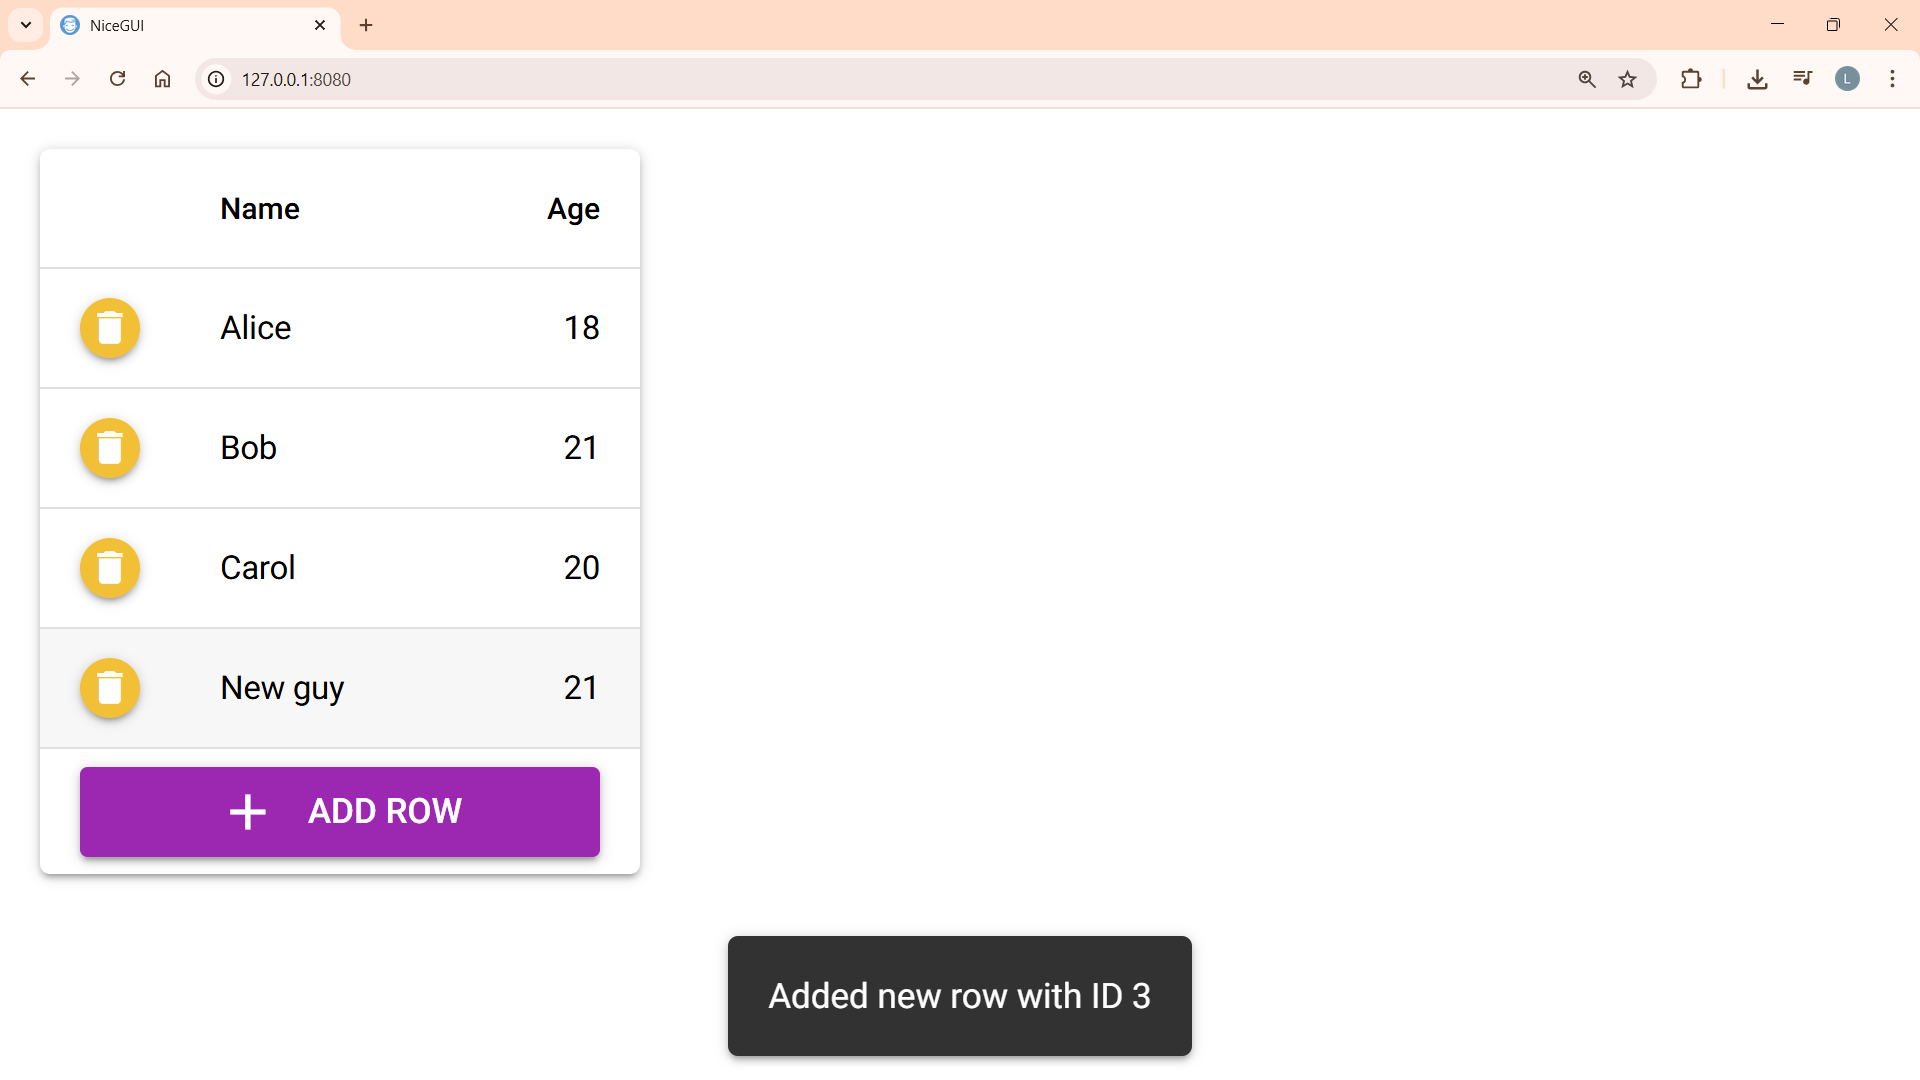 NiceGUI
127.0.0.1:8080
L
Name Age
Alice 18
Bob 21
Carol 20
New guy 21
ADD ROW
Added new row with ID 3